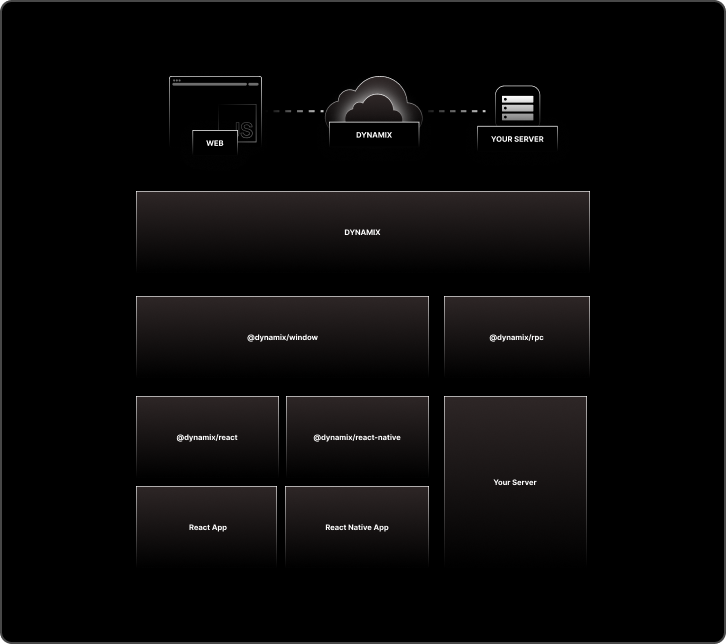 JS
WEB
DYNAMIX
YOUR SERVER
DYNAMIX
@dynamix/window
@dynamix/rpc
@dynamix/react
@dynamix/react-native
Your Server
React App
React Native App